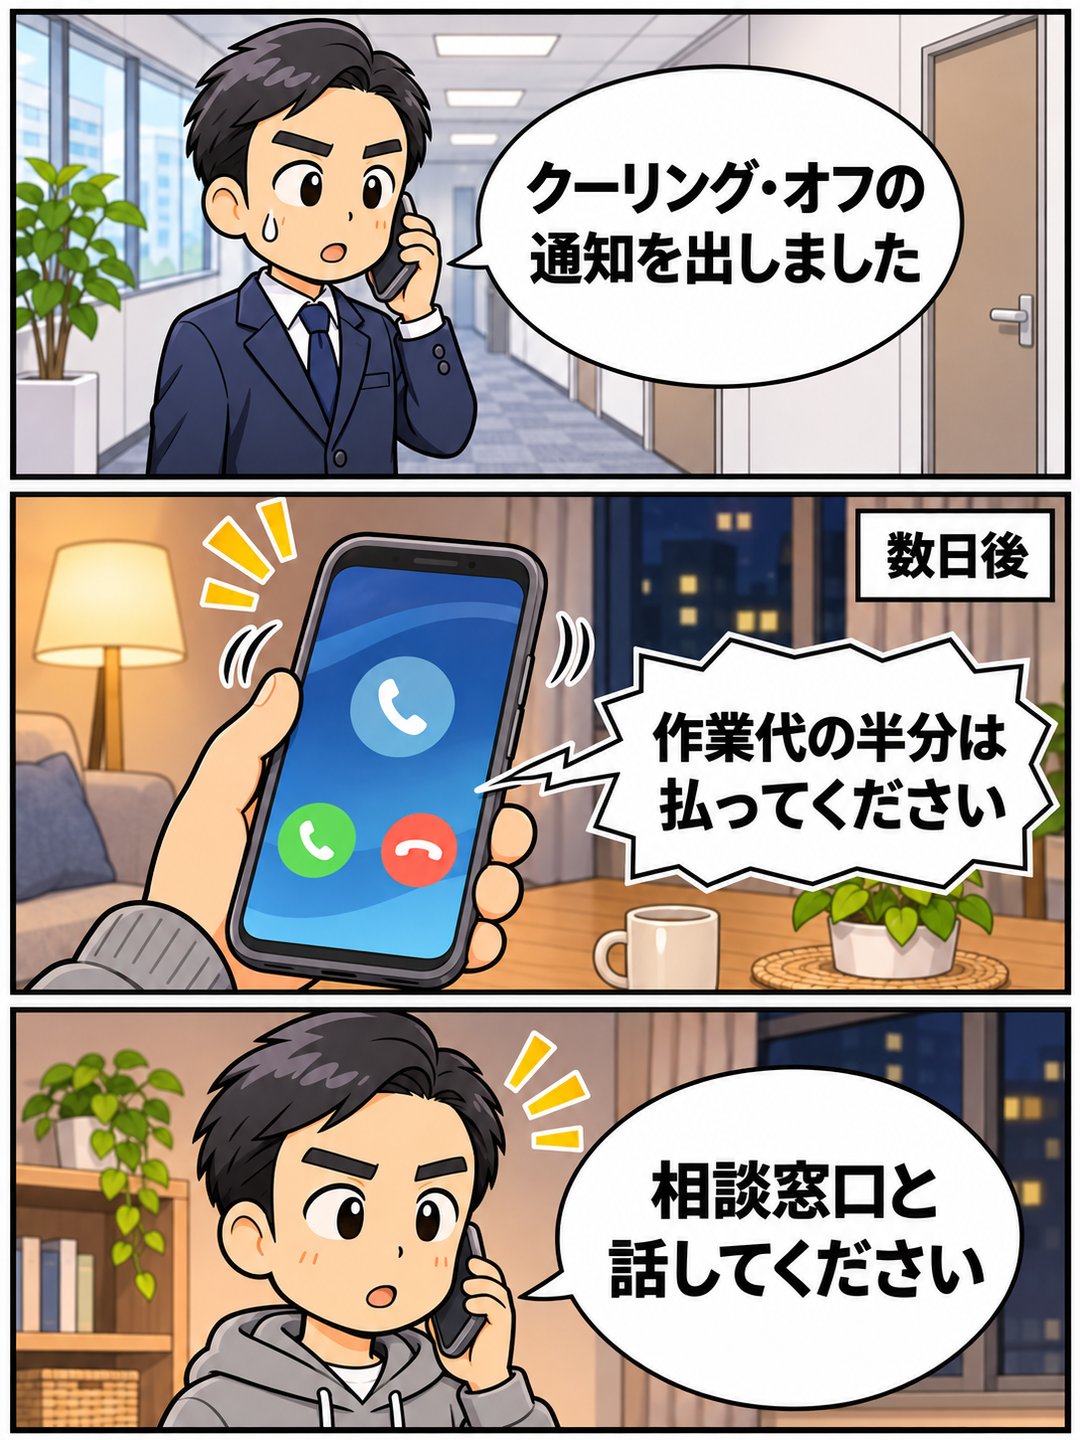 クーリング・オフの
通知を出しました
数日後
作業代の半分は
払ってください
相談窓口と
話してください